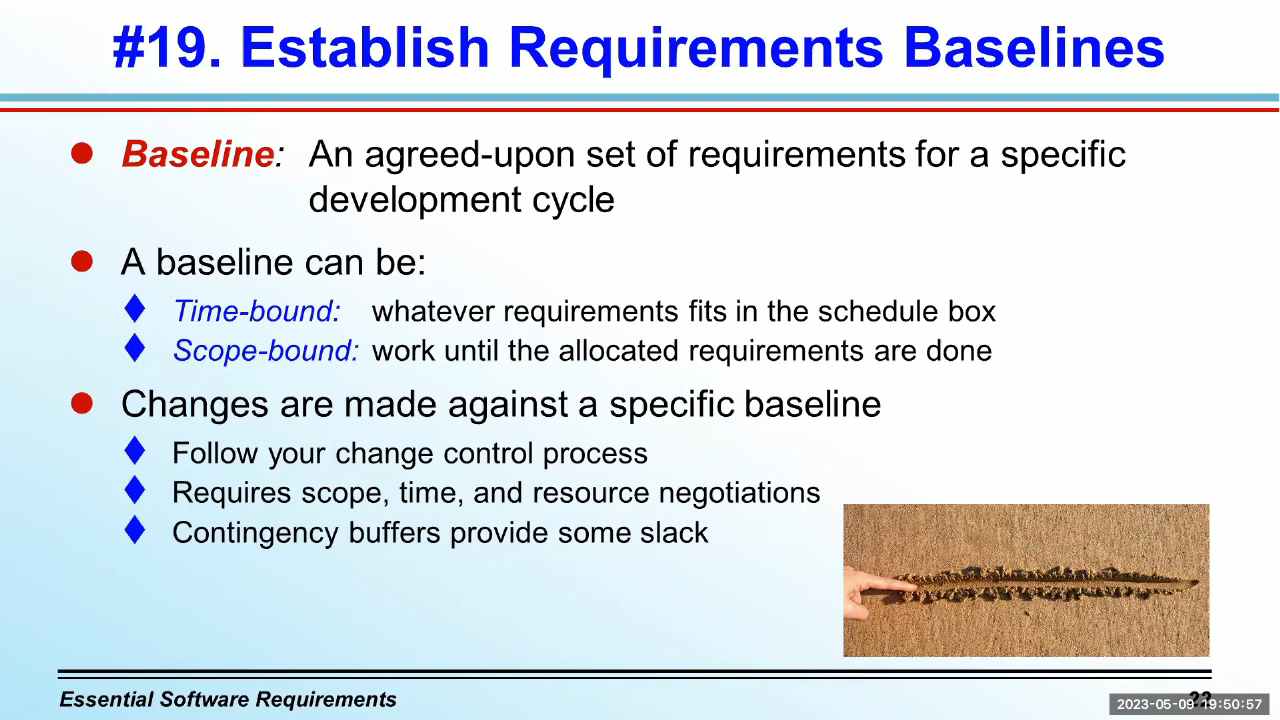 #19. Establish Requirements Baselines
Baseline: An agreed-upon set of requirements for a specific
development cycle
A baseline can be:
Time-bound: whatever requirements fits in the schedule box
Scope-bound: work until the allocated requirements are done
Changes are made against a specific baseline
Follow your change control process
Requires scope, time, and resource negotiations
Contingency buffers provide some slack
Essential Software Requirements
2023-05-09 19:50:57